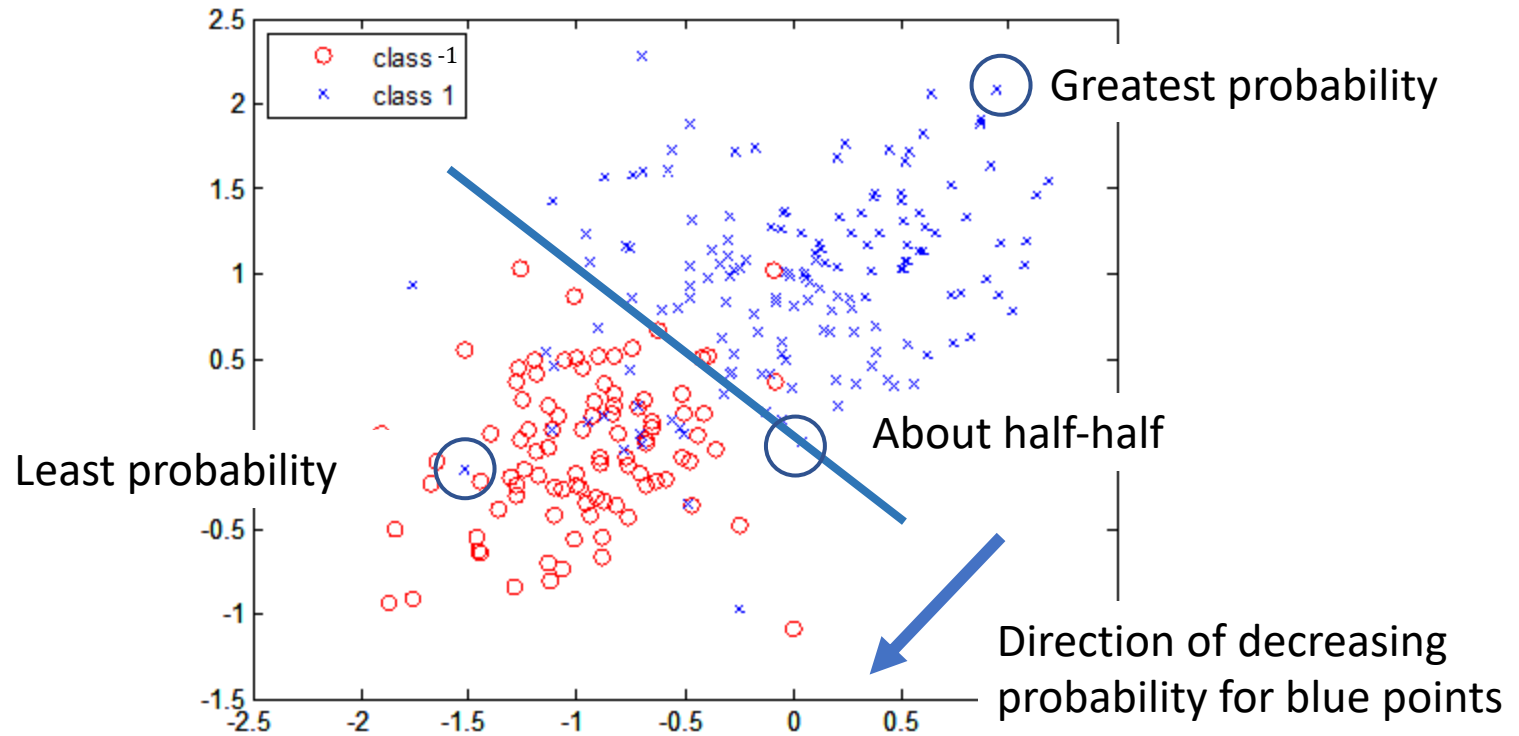 2.5
class -1
class 1
Greatest probability
2
1.5
1
0.5
About half-half
Least probability
-0.5
-1
Direction of decreasing
probability for blue points
-1.5
-2.5 -2 -1.5 -1 -0.5 0 0.5